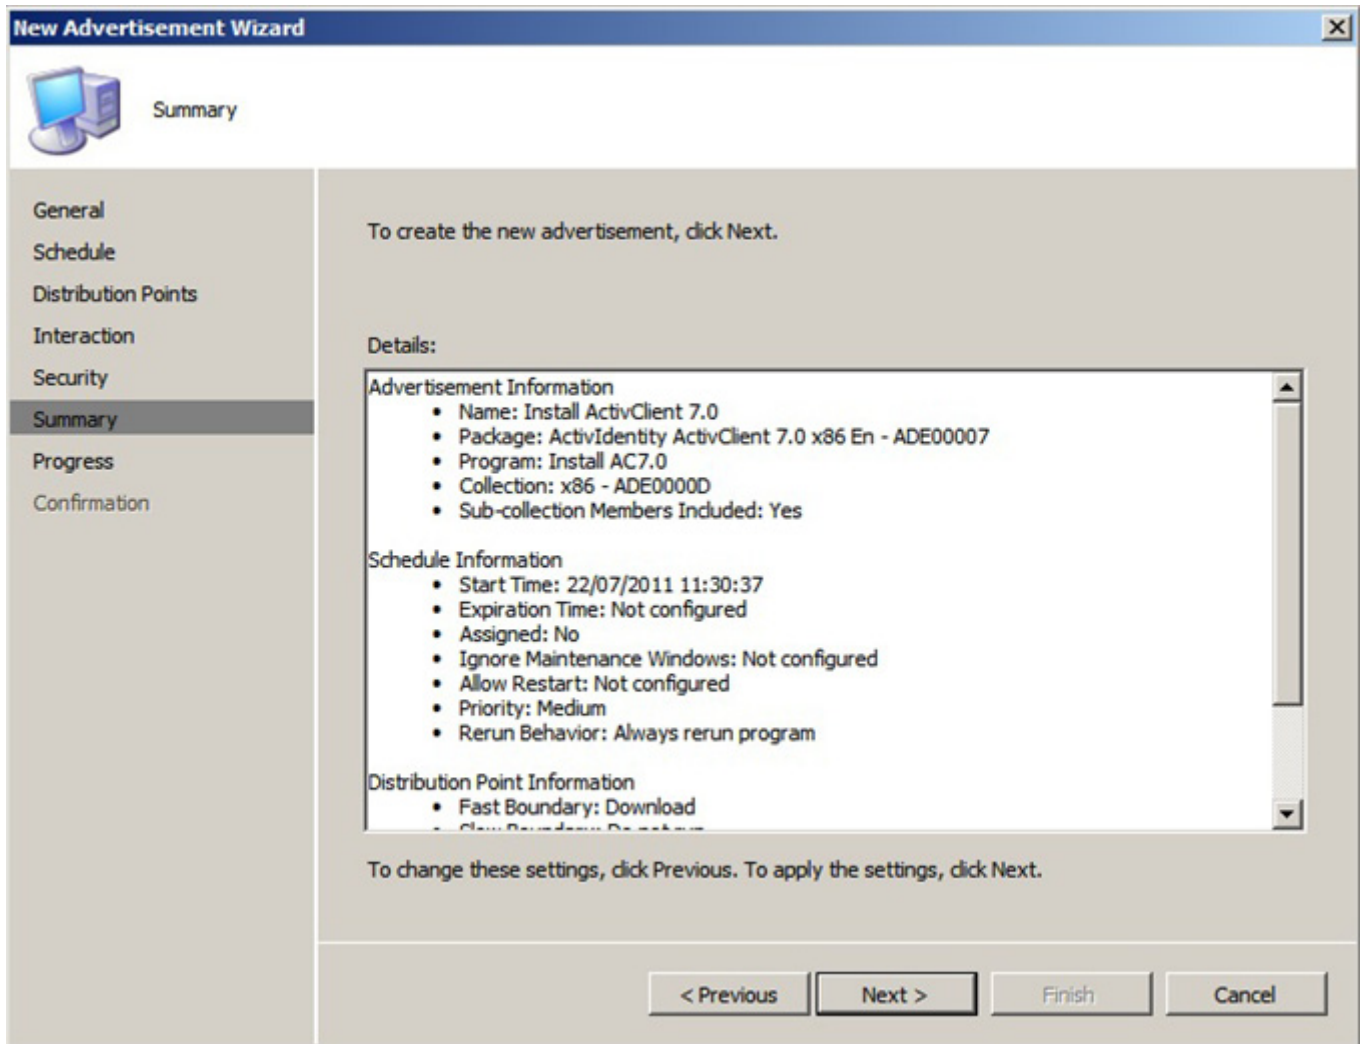 New Advertisement Wizard
Summary
General
Schedule
Distribution Points
Interaction
Security
Summary
Progress
Confirmation
To create the new advertisement, click Next.
Details:
Advertisement Information
• Name: Install ActivClient 7.0
• Package: ActivIdentity ActivClient 7.0 x86 En - ADE00007
• Program: Install AC7.0
• Collection: x86 - ADE0000D
• Sub-collection Members Included: Yes
Schedule Information
• Start Time: 22/07/2011 11:30:37
• Expiration Time: Not configured
• Assigned: No
• Ignore Maintenance Windows: Not configured
• Allow Restart: Not configured
• Priority: Medium
• Rerun Behavior: Always rerun program
Distribution Point Information
• Fast Boundary: Download
To change these settings, click Previous. To apply the settings, click Next.
< Previous
Next >
Finish
Cancel